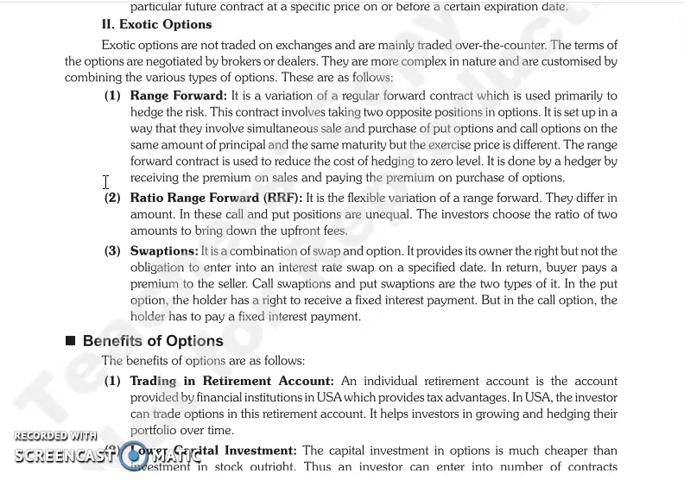 particular future contract at a specific price on or before a certain expiration date.
II. Exotic Options
Exotic options are not traded on exchanges and are mainly traded over-the-counter. The terms of
the options are negotiated by brokers or dealers. They are more complex in nature and are customised by
combining the various types of options. These are as follows:
(1) Range Forward: It is a variation of a regular forward contract which is used primarily to
hedge the risk. This contract involves taking two opposite positions in options. It is set up in a
way that they involve simultaneous sale and purchase of put options and call options on the
same amount of principal and the same maturity but the exercise price is different. The range
forward contract is used to reduce the cost of hedging to zero level. It is done by a hedger by
receiving the premium on sales and paying the premium on purchase of options.
(2) Ratio Range Forward (RRF): It is the flexible variation of a range forward. They differ in
amount. In these call and put positions are unequal. The investors choose the ratio of two
amounts to bring down the upfront fees.
(3) Swaptions: It is a combination of swap and option. It provides its owner the right but not the
obligation to enter into an interest rate swap on a specified date. In return, buyer pays a
premium to the seller. Call swaptions and put swaptions are the two types of it. In the put
option, the holder has a right to receive a fixed interest payment. But in the call option, the
holder has to pay a fixed interest payment.
■ Benefits of Options
The benefits of options are as follows:
(1) Trading in Retirement Account: An individual retirement account is the account
provided by financial institutions in USA which provides tax advantages. In USA, the investor
can trade options in this retirement account. It helps investors in growing and hedging their
portfolio over time.
(2) Lower Capital Investment: The capital investment in options is much cheaper than
investment in stock outright. Thus an investor can enter into number of contracts
RECORDED WITH
SCREENCAST MATIC